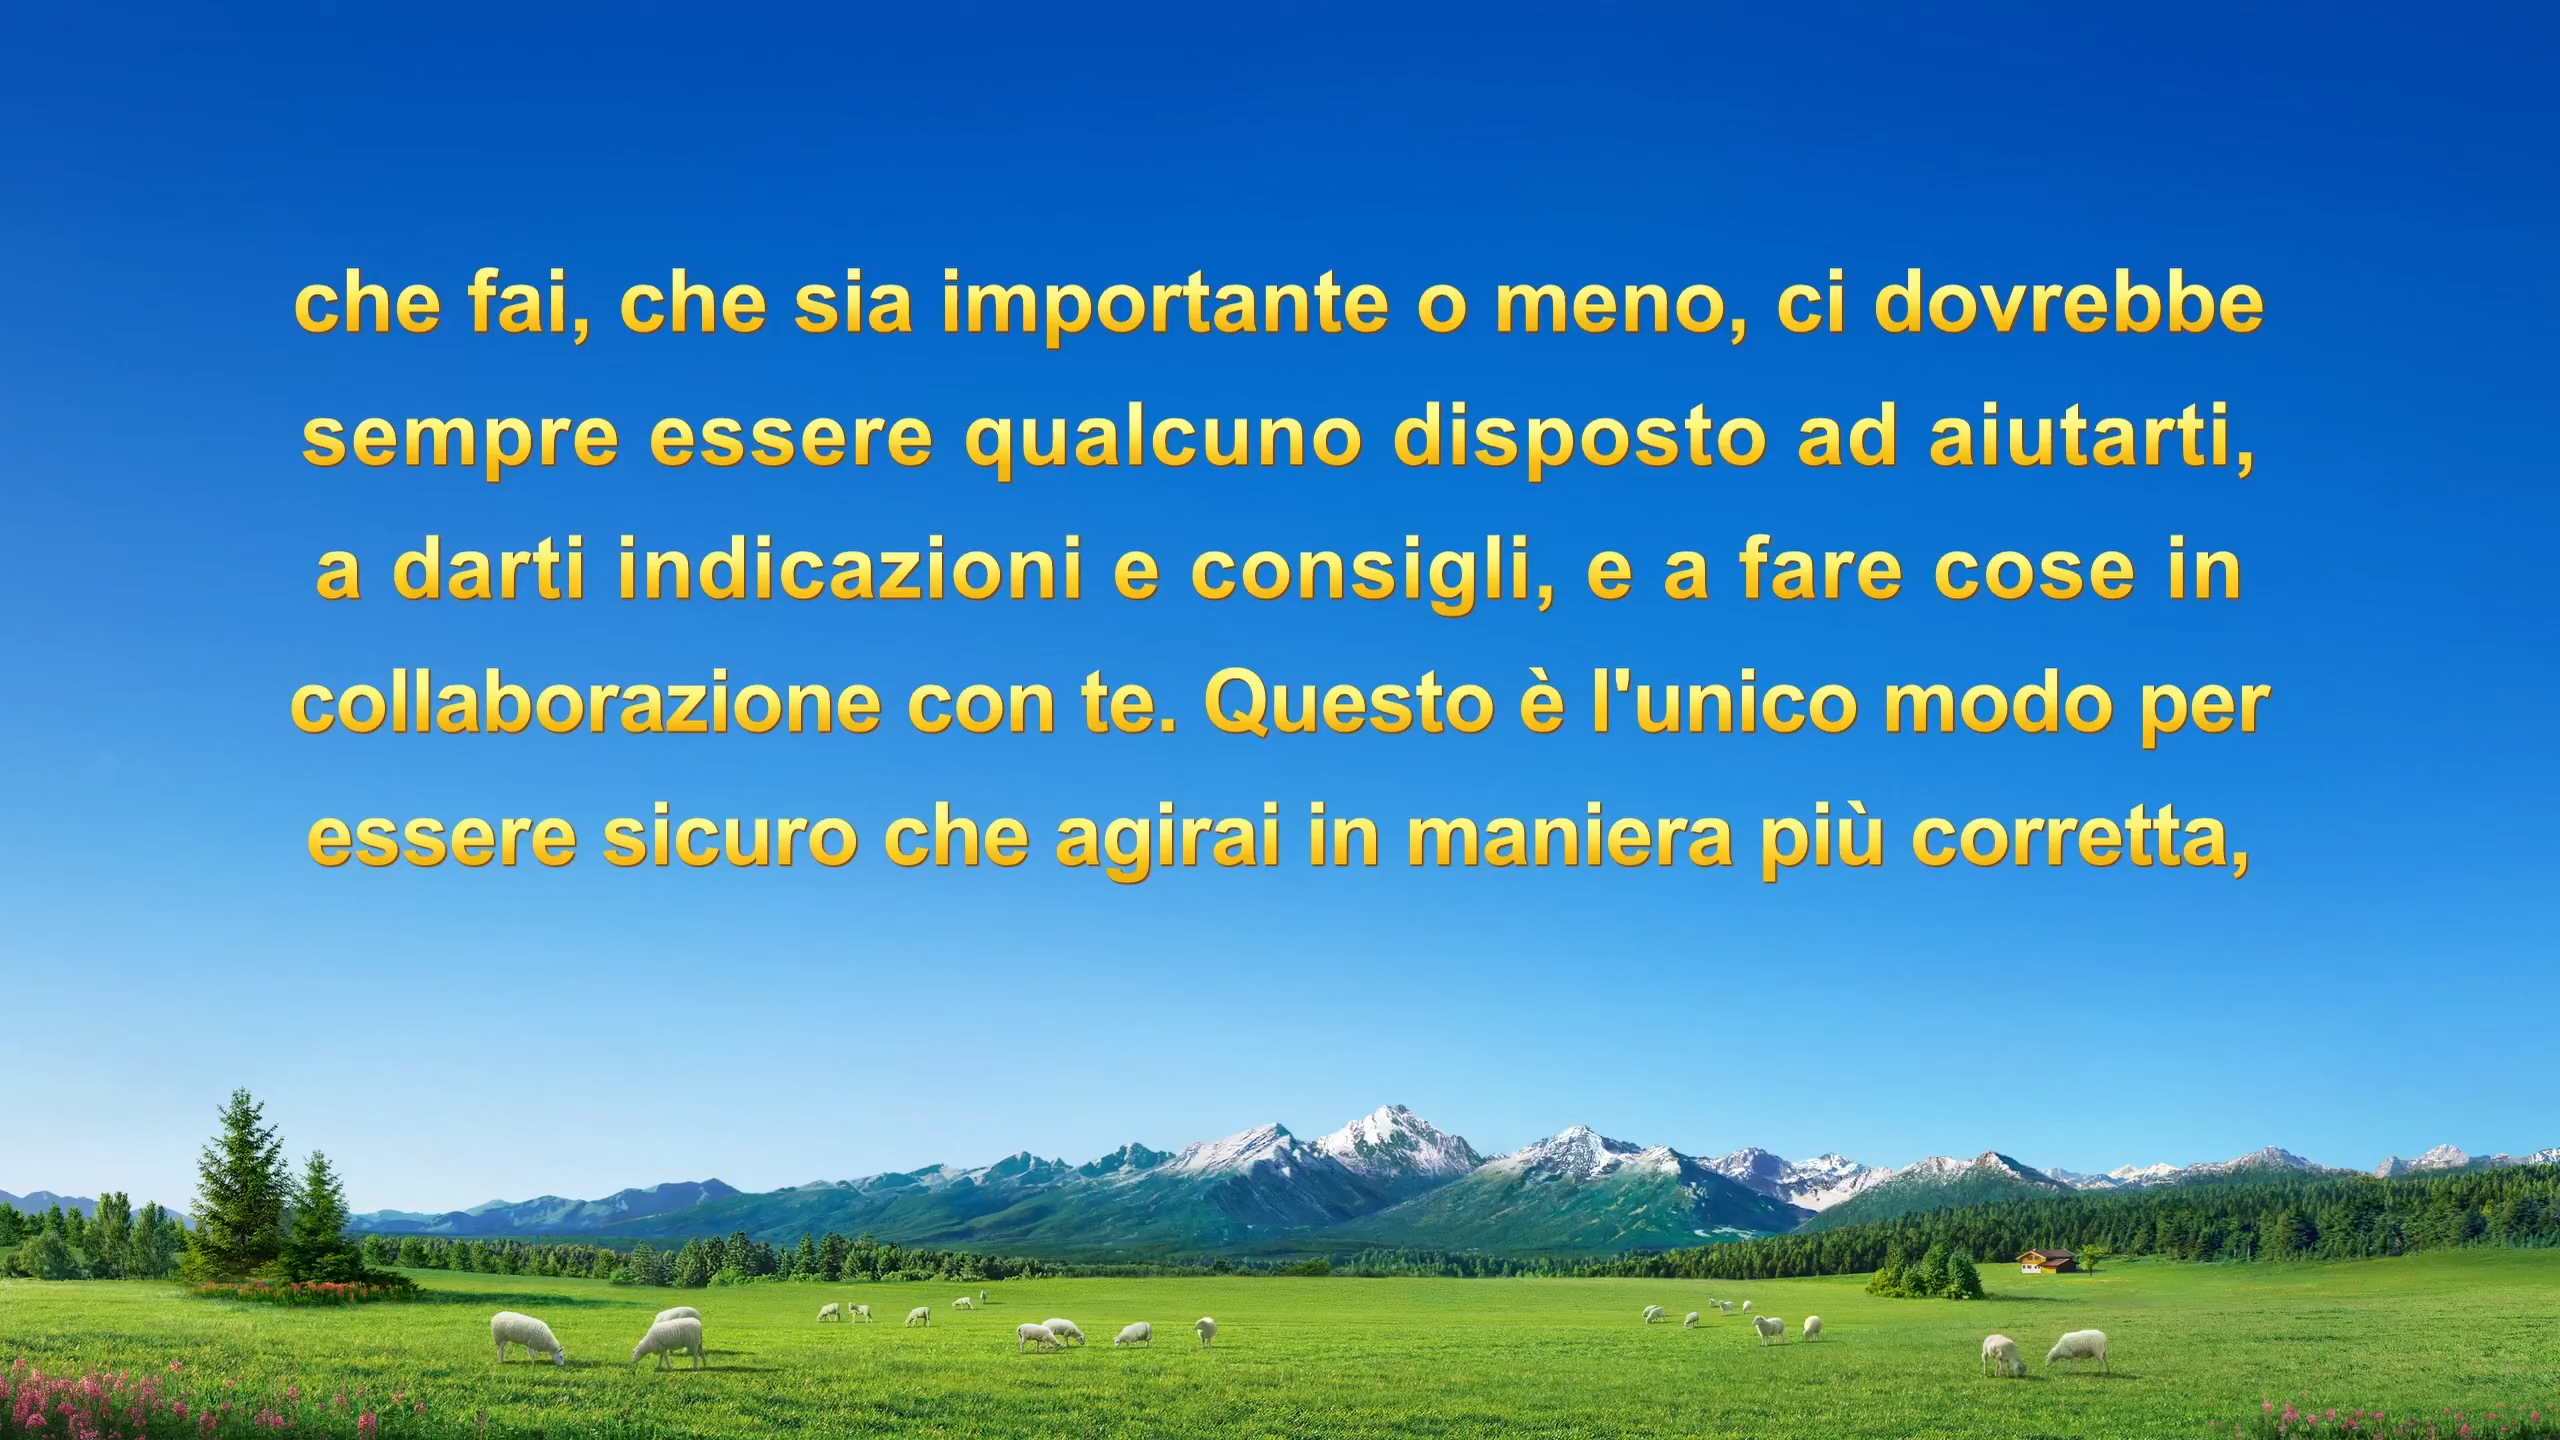 che fai, che sia importante o meno, ci dovrebbe
sempre essere qualcuno disposto ad aiutarti,
a darti indicazioni e consigli, e a fare cose in
collaborazione con te. Questo è l'unico modo per
essere sicuro che agirai in maniera più corretta,